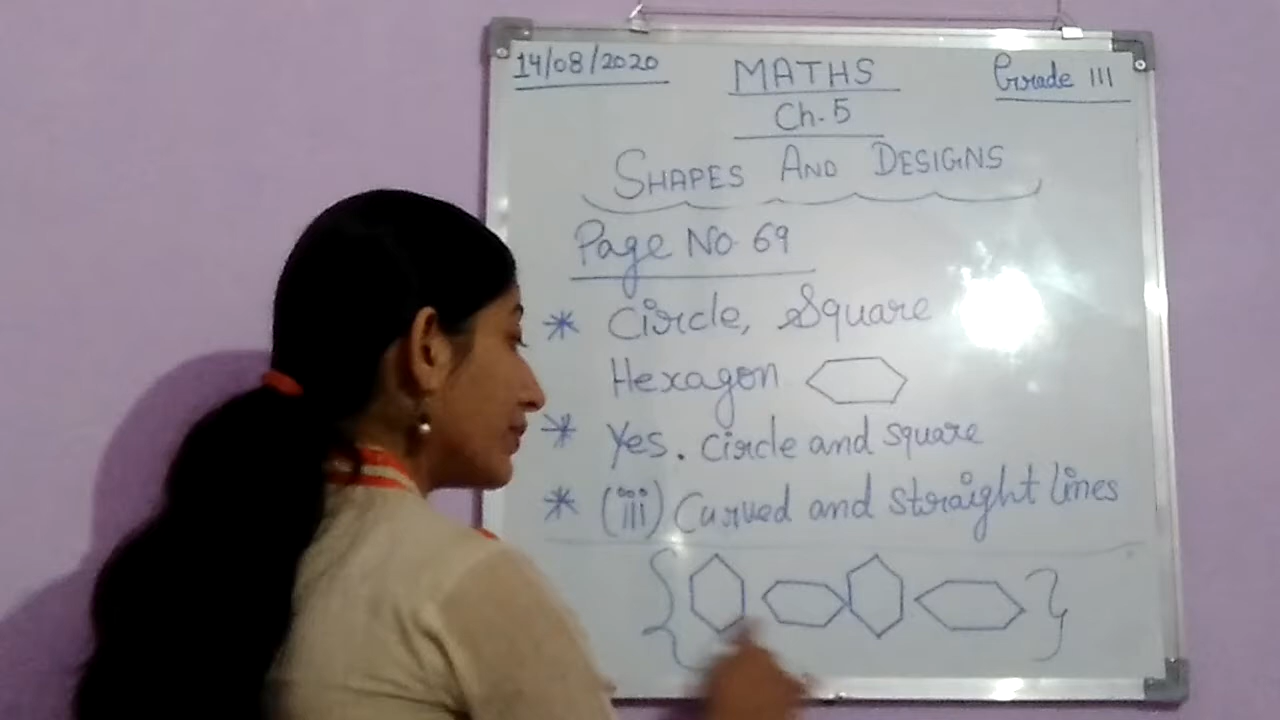 14/08/2020 MATHS Grade III
Ch.5
SHAPES AND DESIGNS
Page No. 69
* Circle, Square
Hexagon
* Yes. Circle and square
* (iii) Curved and straight lines